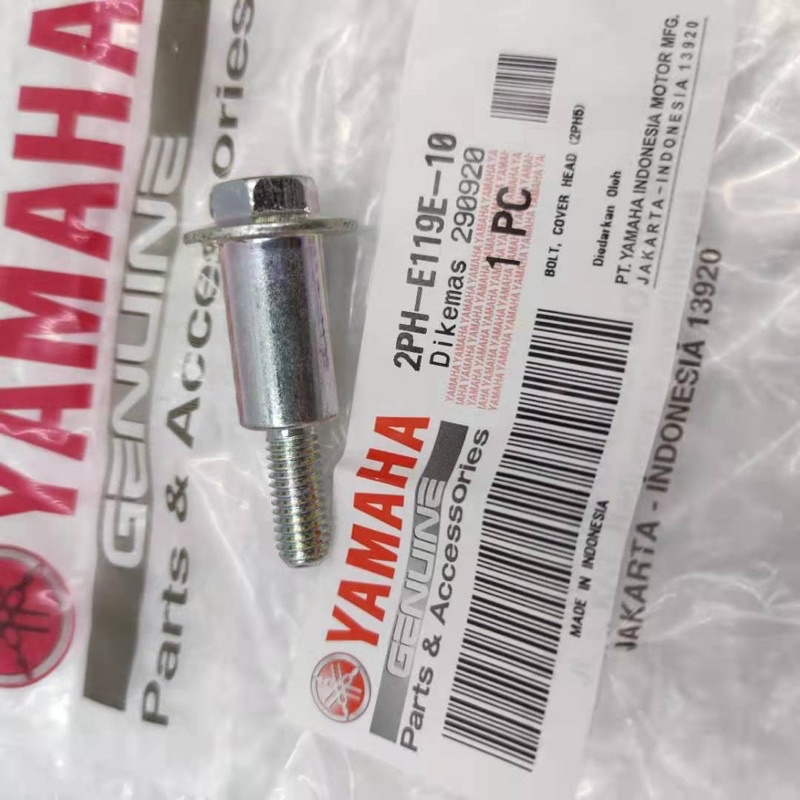 YAMAHA
GENUINE
Parts & Accessories
2PH-E119E-10
Dikemas 290920
1 PC
BOLT, COVER HEAD (2PH5)
Diedarkan Oleh
PT. YAMAHA INDONESIA MOTOR MFG.
JAKARTA-INDONESIA 13920
YAMAHA
GENUINE
Parts & Accessories
MADE IN INDONESIA
JAKARTA - INDONESIA 13920